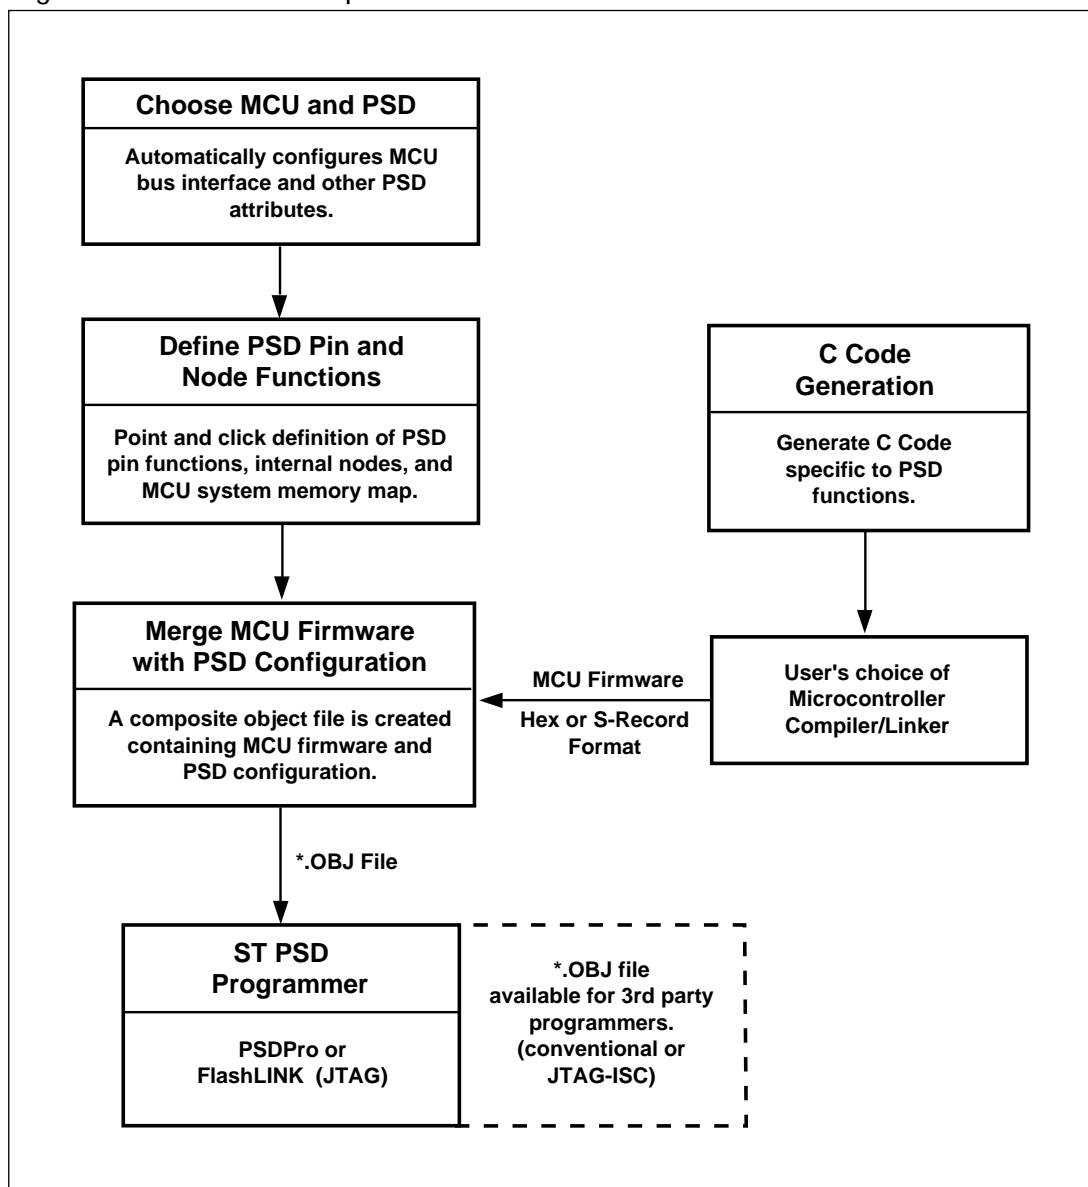 Choose MCU and PSD
Automatically configures MCU
bus interface and other PSD
attributes.
Define PSD Pin and
Node Functions
Point and click definition of PSD
pin functions, internal nodes, and
MCU system memory map.
C Code
Generation
Generate C Code
specific to PSD
functions.
Merge MCU Firmware
with PSD Configuration
A composite object file is created
containing MCU firmware and
PSD configuration.
MCU Firmware
Hex or S-Record
Format
User's choice of
Microcontroller
Compiler/Linker
*.OBJ File
ST PSD
Programmer
PSDPro or
FlashLINK (JTAG)
*.OBJ file
available for 3rd party
programmers.
(conventional or
JTAG-ISC)